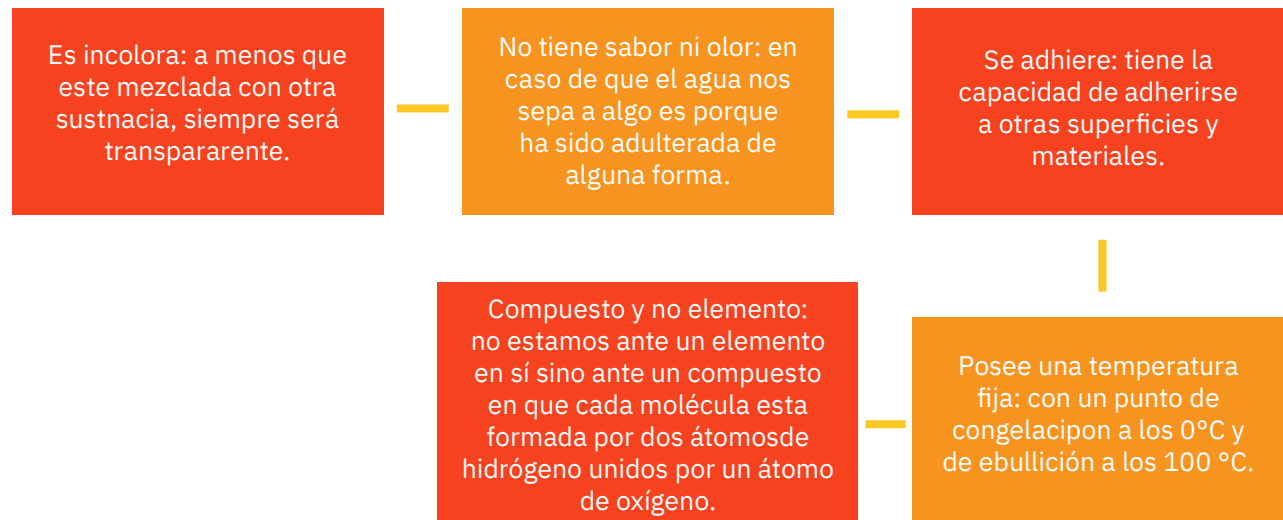 Es incolora: a menos que
este mezclada con otra
sustnacia, siempre será
transpararente.
No tiene sabor ni olor: en
caso de que el agua nos
sepa a algo es porque
ha sido adulterada de
alguna forma.
Se adhiere: tiene la
capacidad de adherirse
a otras superficies y
materiales.
Posee una temperatura
fija: con un punto de
congelacipon a los 0°C y
de ebullición a los 100 °C.
Compuesto y no elemento:
no estamos ante un elemento
en sí sino ante un compuesto
en que cada molécula esta
formada por dos átomosde
hidrógeno unidos por un átomo
de oxígeno.